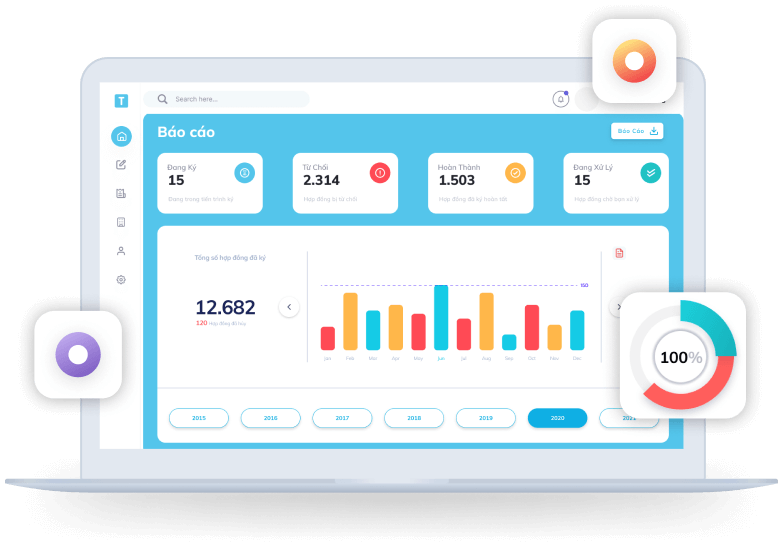 T
Search here...
Báo cáo
Báo Cáo
Đang Ký
15
Đang trong tiến trình ký
Từ Chối
2.314
Hợp đồng bị từ chối
Hoàn Thành
1.503
Hợp đồng đã ký hoàn tất
Đang Xử Lý
15
Hợp đồng chờ bạn xử lý
Tổng số hợp đồng đã ký
12.682
120 Hợp đồng đã hủy
150
Jan Feb Mar Apr May Jun Jul Aug Sep Oct Nov Dec
100%
2015 2016 2017 2018 2019 2020